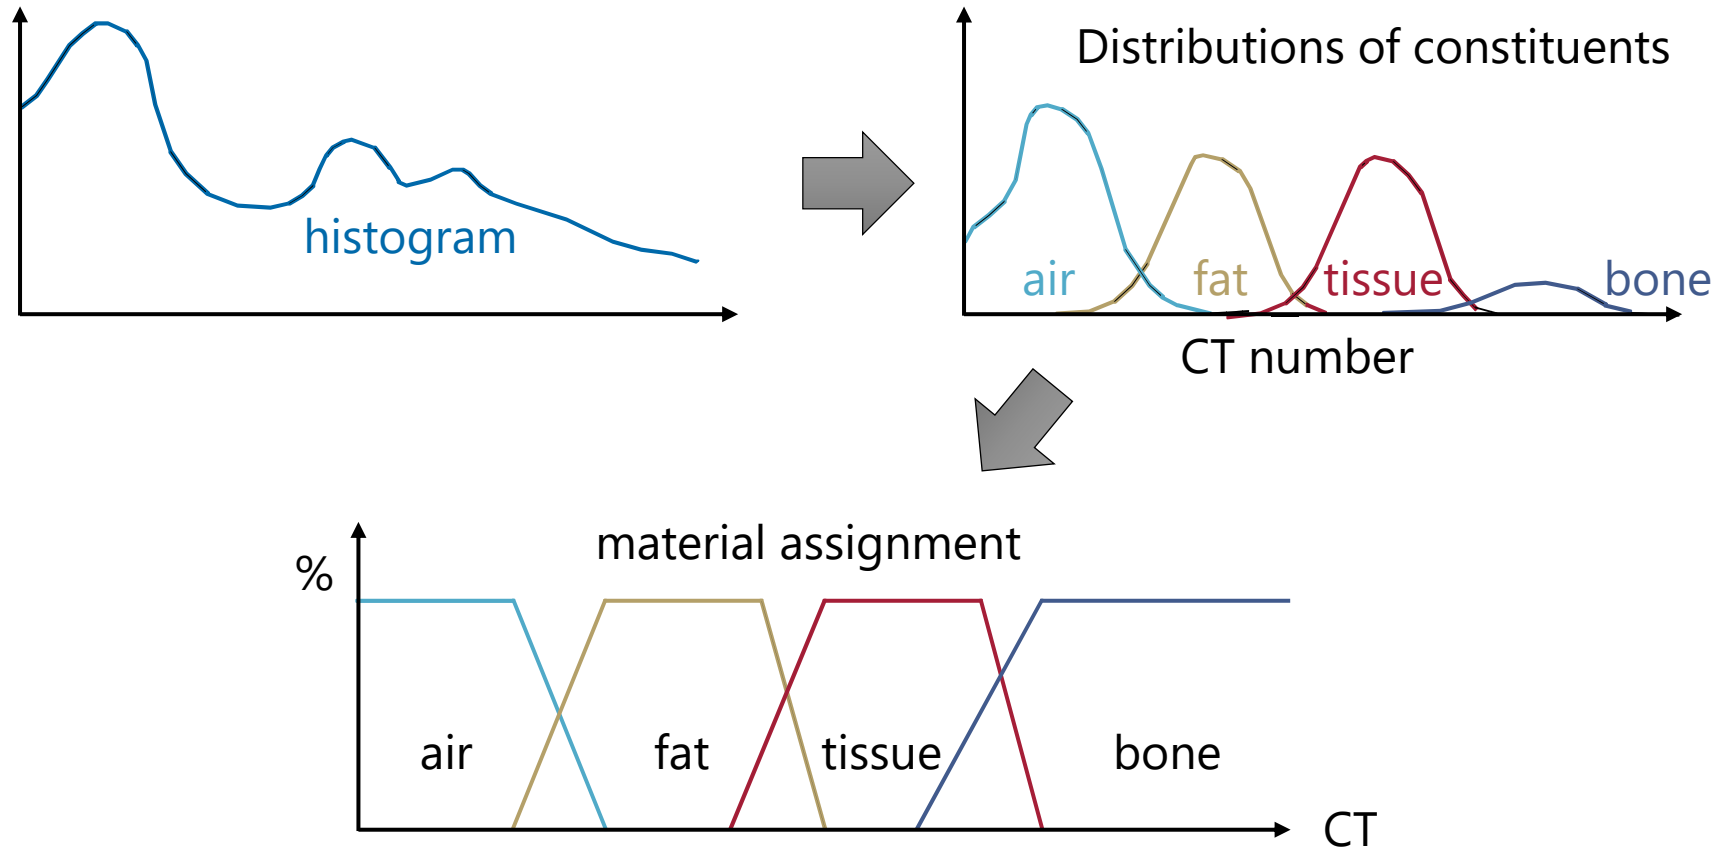 histogram
Distributions of constituents
air fat tissue bone
CT number
material assignment
%
air fat tissue bone
CT